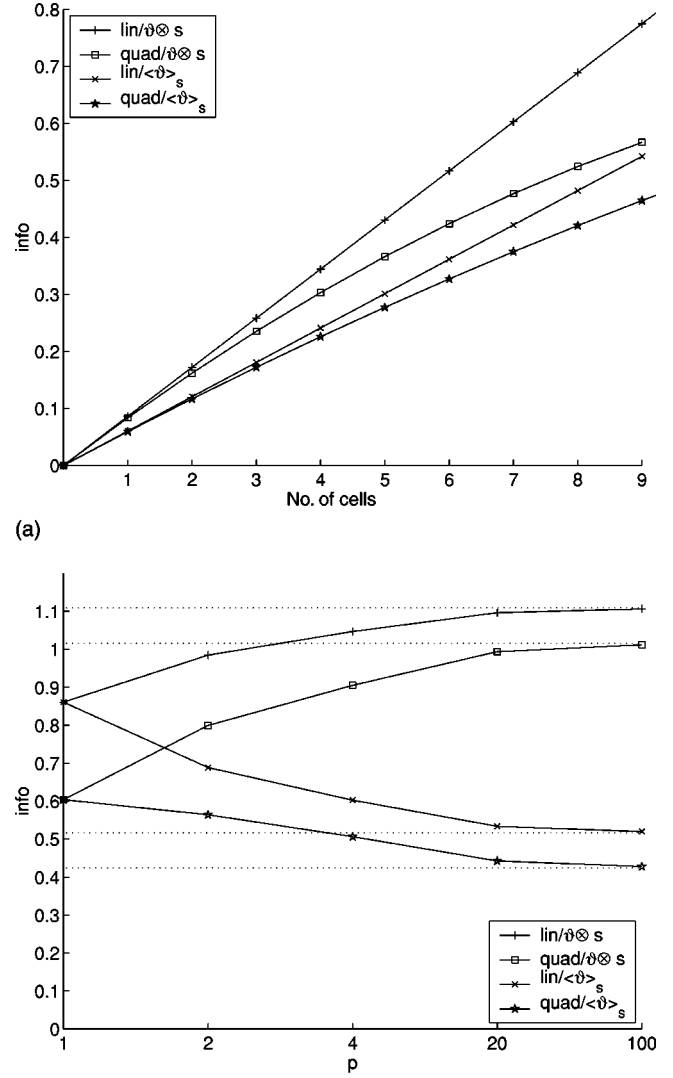 0.8
lin/ϑ⊗ s
quad/ϑ⊗ s
lin/<ϑ>s
quad/<ϑ>s
0.7
0.6
0.5
info
0.4
0.3
0.2
0.1
0
1 2 3 4 5 6 7 8 9
No. of cells
(a)
1.1
1
0.9
0.8
0.7
info
0.6
0.5
0.4
0.3
lin/ϑ⊗ s
quad/ϑ⊗ s
lin/<ϑ>s
quad/<ϑ>s
0.2
0.1
0
1 2 4 20 100
p